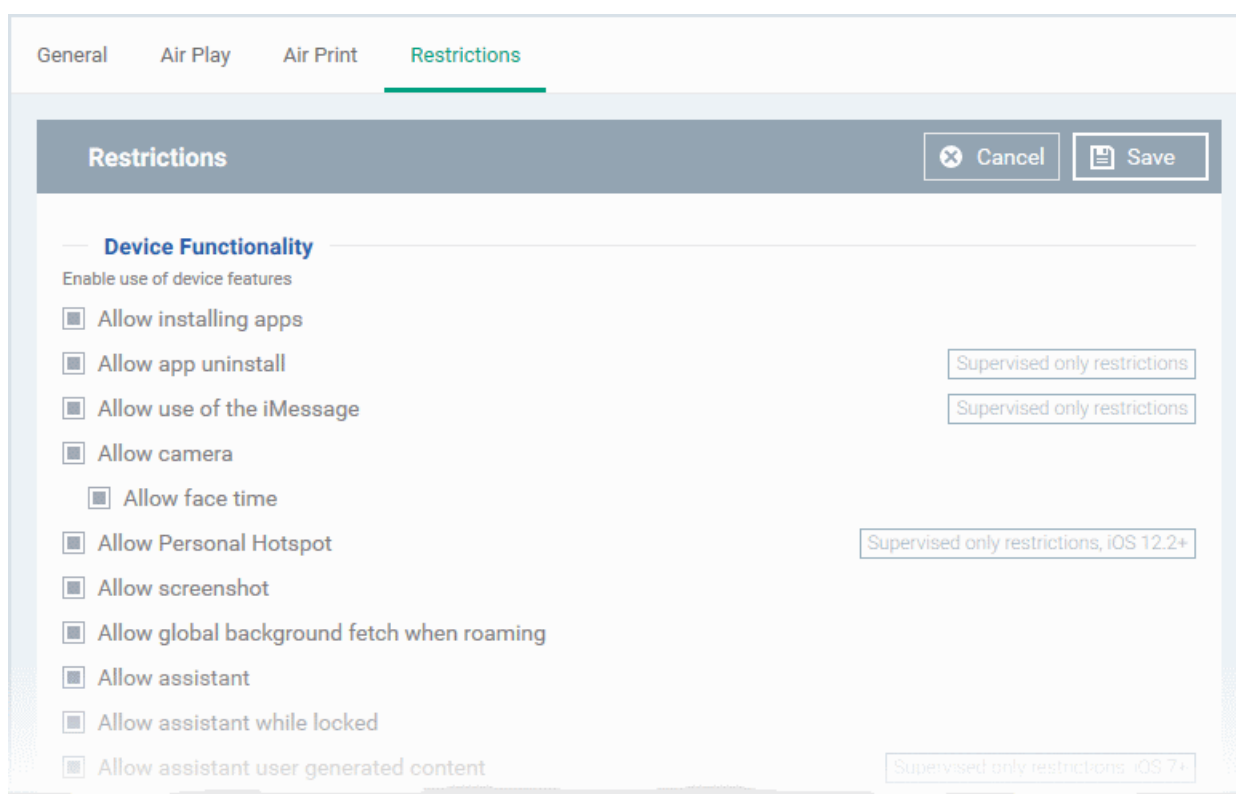 General Air Play Air Print Restrictions
Restrictions Cancel Save
Device Functionality
Enable use of device features
Allow installing apps
Allow app uninstall Supervised only restrictions
Allow use of the iMessage Supervised only restrictions
Allow camera
Allow face time
Allow Personal Hotspot Supervised only restrictions, iOS 12.2+
Allow screenshot
Allow global background fetch when roaming
Allow assistant
Allow assistant while locked
Allow assistant user generated content Supervised only restrictions iOS 7+